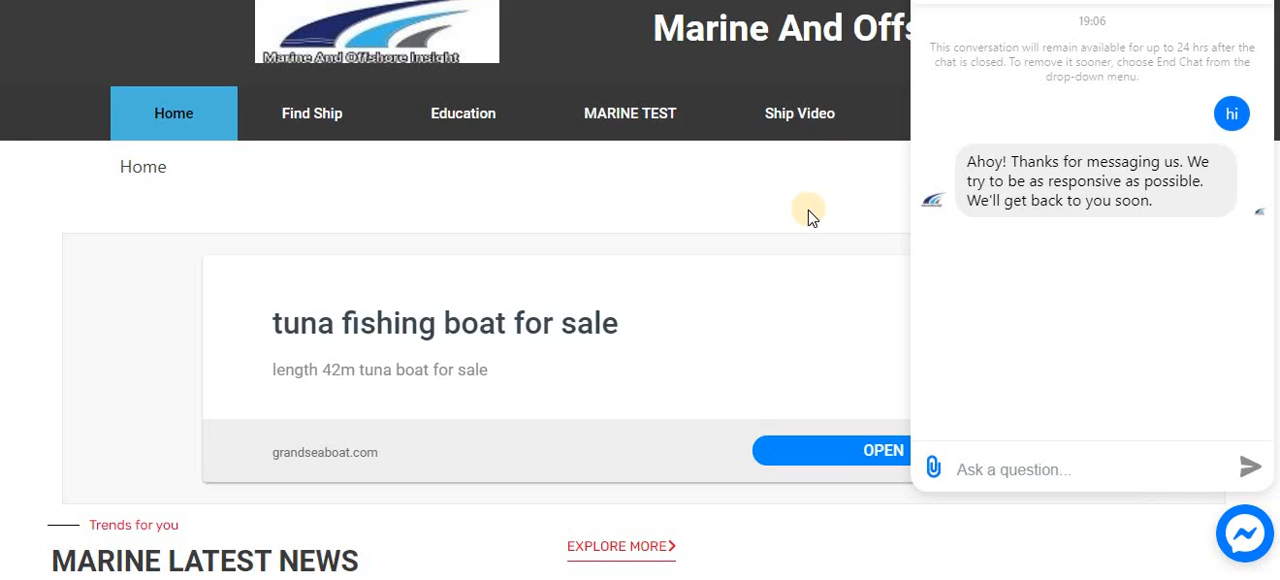 Marine And Offshore Insight
Marine And Offs
Home
Find Ship
Education
MARINE TEST
Ship Video
Home
tuna fishing boat for sale
length 42m tuna boat for sale
grandseaboat.com
OPEN
Trends for you
MARINE LATEST NEWS
EXPLORE MORE
19:06
This conversation will remain available for up to 24 hrs after the
chat is closed. To remove it sooner, choose End Chat from the
drop-down menu.
hi
Ahoy! Thanks for messaging us. We
try to be as responsive as possible.
We'll get back to you soon.
Ask a question...